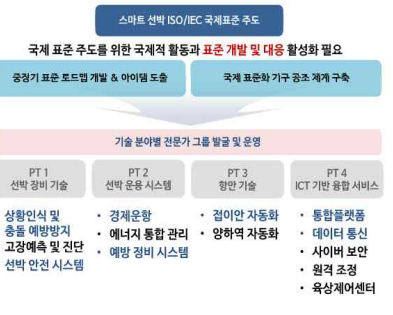 스마트 선박 ISO/IEC 국제표준 주도
국제 표준 주도를 위한 국제적 활동과 표준 개발 및 대응 활성화 필요
중장기 표준 로드맵 개발 & 아이템 도출
국제 표준화 기구 공조 체계 구축
기술 분야별 전문가 그룹 발굴 및 운영
PT 1
선박 장비 기술
PT 2
선박 운용 시스템
PT 3
항만 기술
PT 4
ICT 기반 융합 서비스
상황인식 및
충돌 예방방지
고장예측 및 진단
선박 안전 시스템
• 경제운항
• 에너지 통합 관리
• 예방 정비 시스템
• 접이안 자동화
• 양하역 자동화
• 통합플랫폼
• 데이터 통신
• 사이버 보안
• 원격 조정
• 육상제어센터